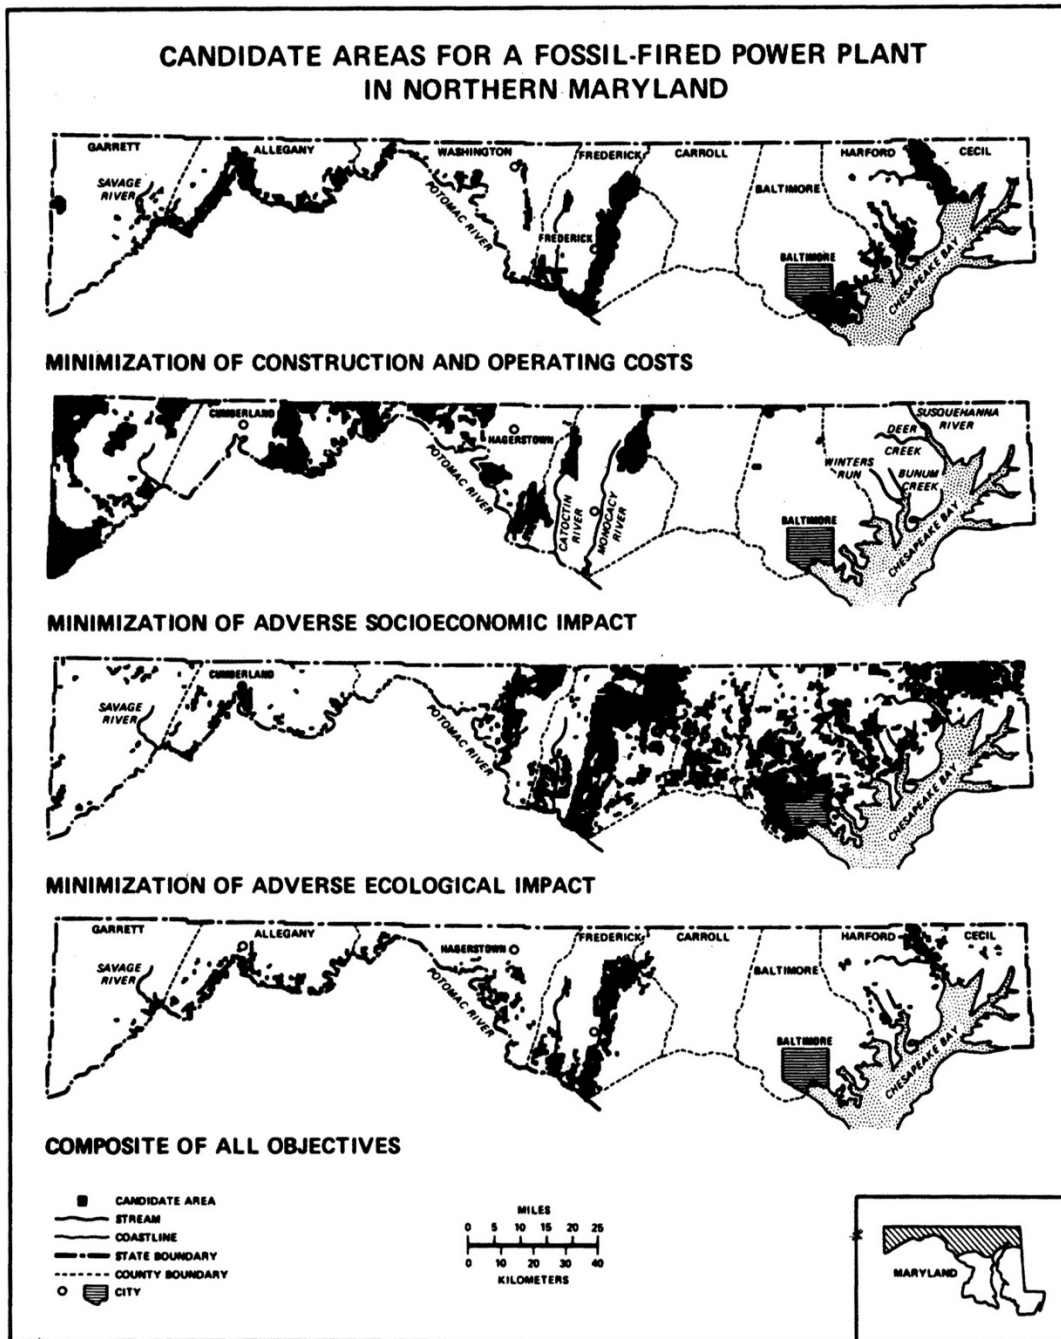 CANDIDATE AREAS FOR A FOSSIL-FIRED POWER PLANT
IN NORTHERN MARYLAND
GARRETT
ALLEGANY
WASHINGTON
FREDERICK
CARROLL
HARFORD
CECIL
SAVAGE
RIVER
POTOMAC RIVER
FREDERICK
BALTIMORE
BALTIMORE
CHESAPEAKE BAY
MINIMIZATION OF CONSTRUCTION AND OPERATING COSTS
CUMBERLAND
HAGERSTOWN
POTOMAC RIVER
CATOCTIN
RIVER
MONOCACY
RIVER
SUSQUEHANNA
RIVER
DEER
CREEK
WINTERS
RUN
BUNUM
CREEK
BALTIMORE
CHESAPEAKE BAY
MINIMIZATION OF ADVERSE SOCIOECONOMIC IMPACT
CUMBERLAND
SAVAGE
RIVER
POTOMAC RIVER
CHESAPEAKE BAY
MINIMIZATION OF ADVERSE ECOLOGICAL IMPACT
GARRETT
ALLEGANY
HAGERSTOWN
FREDERICK
CARROLL
HARFORD
CECIL
SAVAGE
RIVER
POTOMAC RIVER
BALTIMORE
BALTIMORE
CHESAPEAKE BAY
COMPOSITE OF ALL OBJECTIVES
CANDIDATE AREA
STREAM
COASTLINE
STATE BOUNDARY
COUNTY BOUNDARY
CITY
MILES
0 5 10 15 20 25
0 10 20 30 40
KILOMETERS
MARYLAND